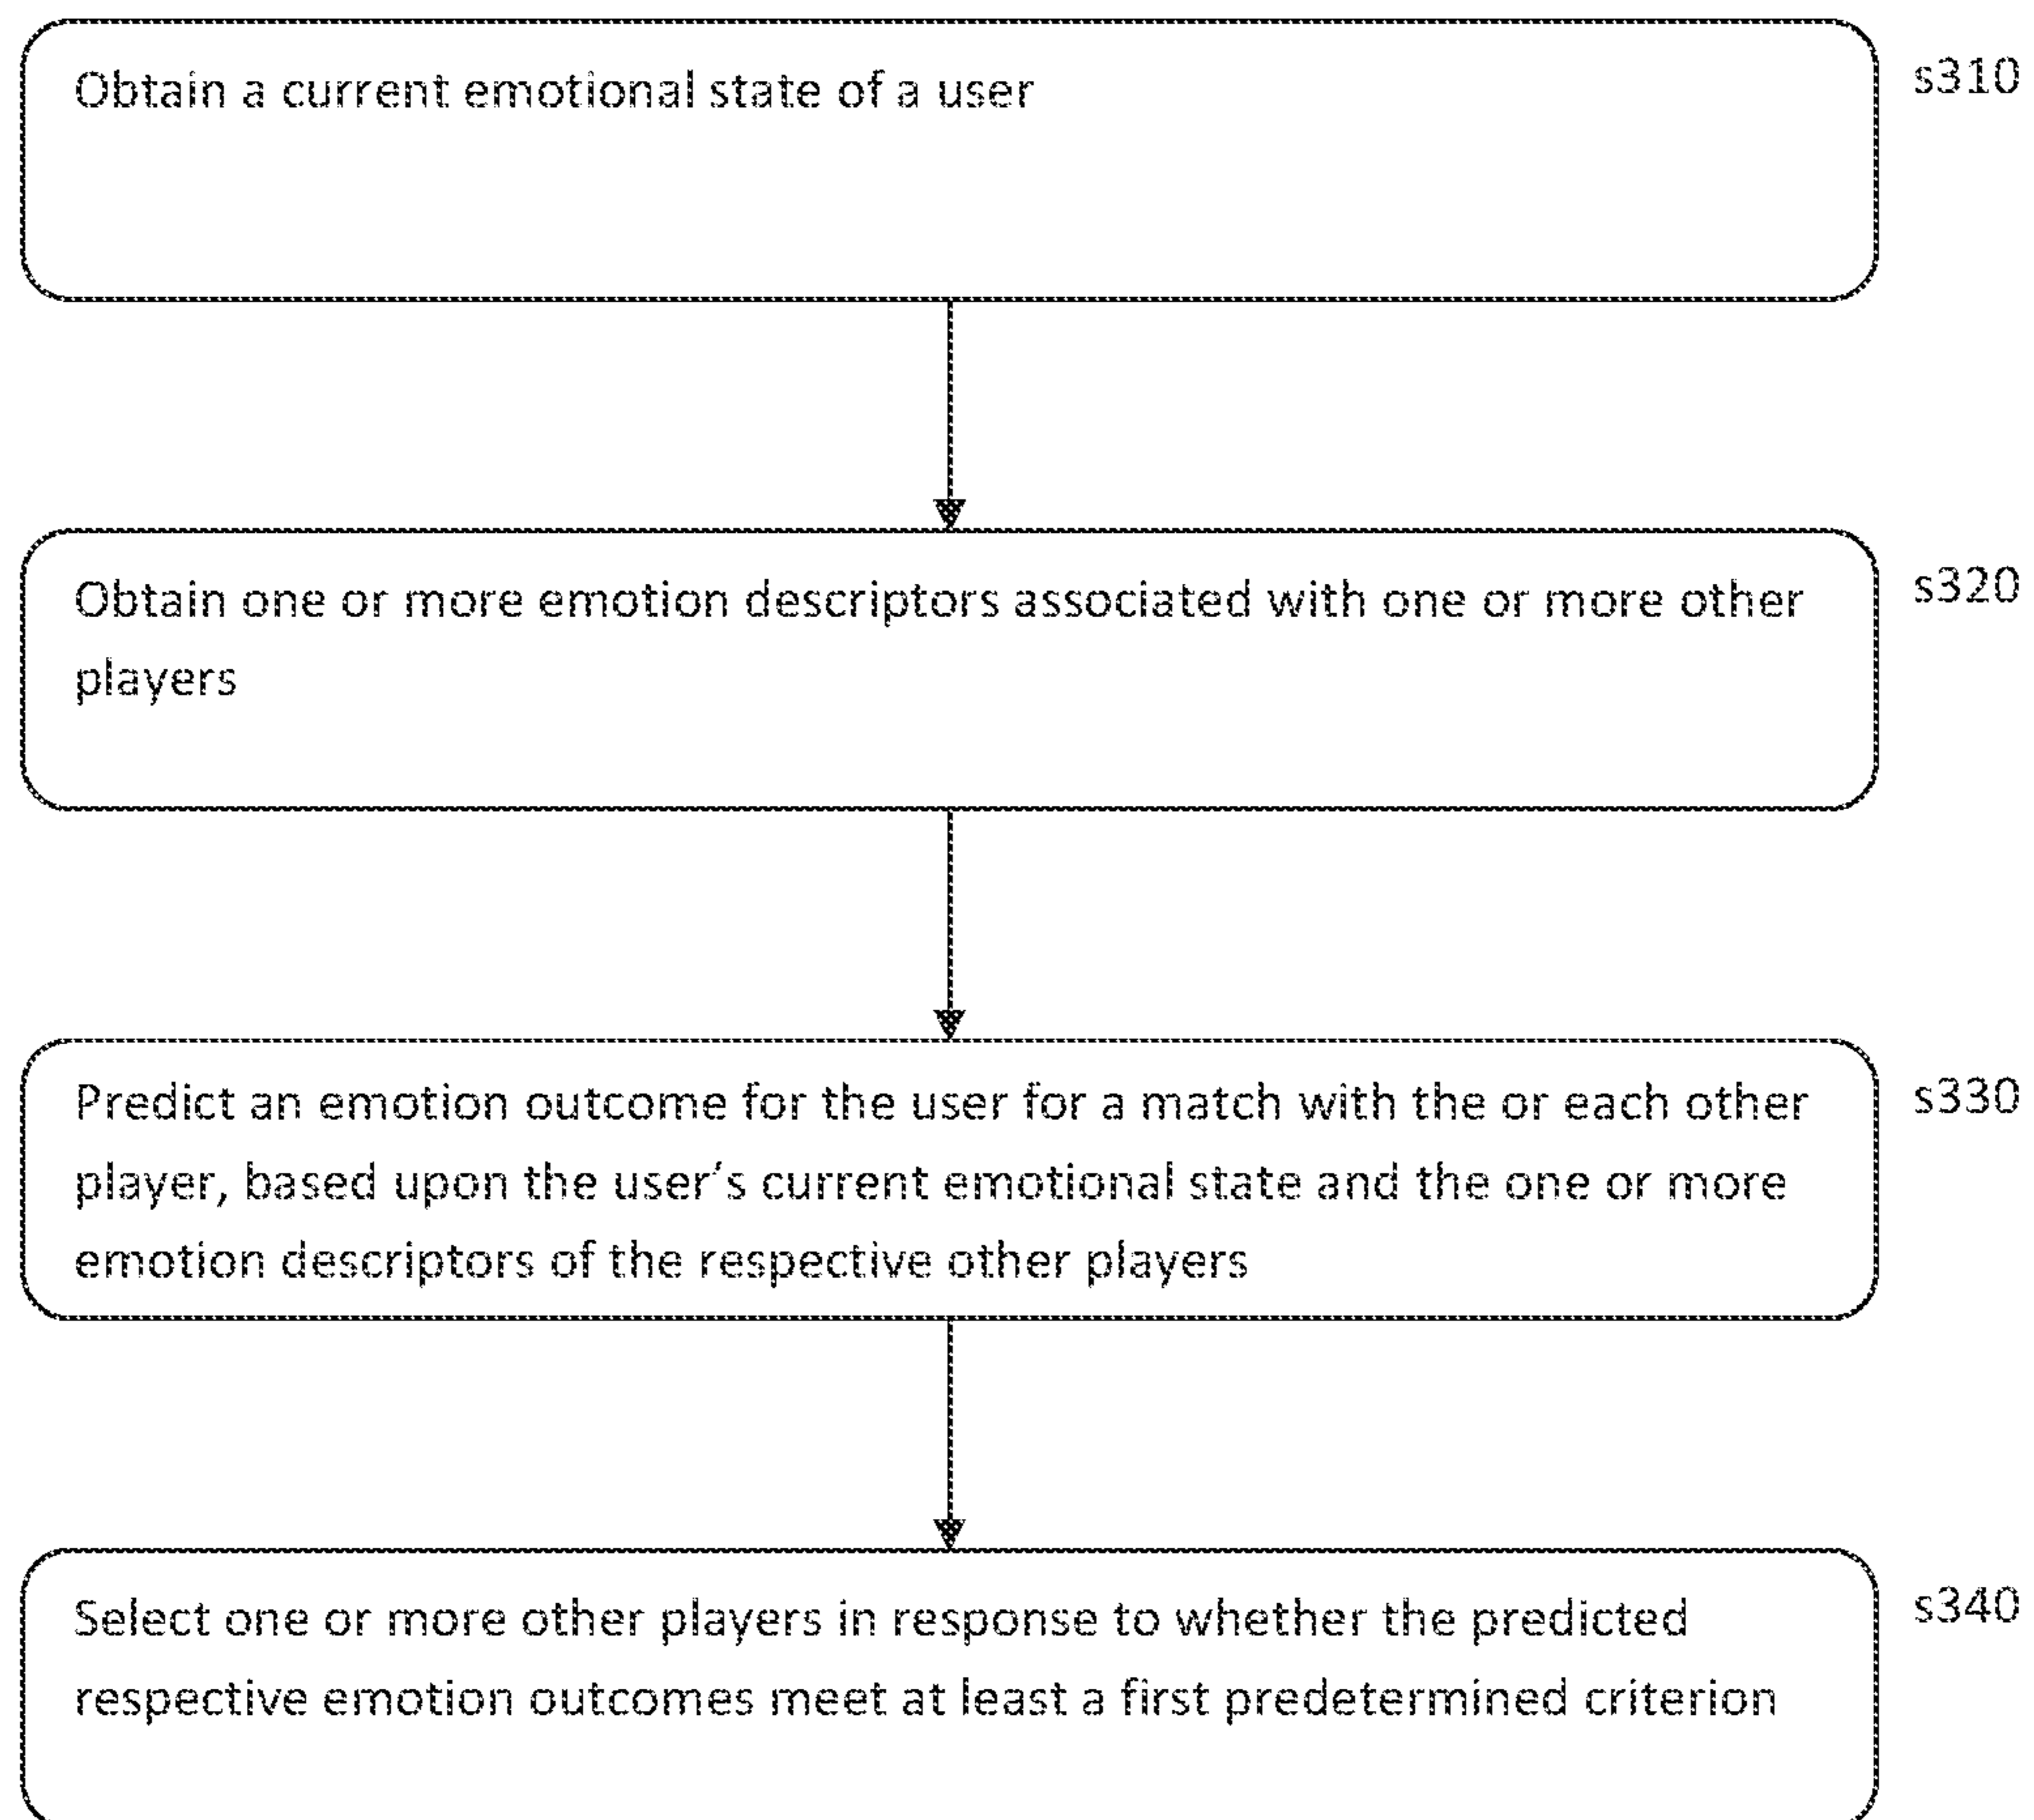 Obtain a current emotional state of a user
s310
Obtain one or more emotion descriptors associated with one or more other
players
s320
Predict an emotion outcome for the user for a match with the or each other
player, based upon the user's current emotional state and the one or more
emotion descriptors of the respective other players
s330
Select one or more other players in response to whether the predicted
respective emotion outcomes meet at least a first predetermined criterion
s340